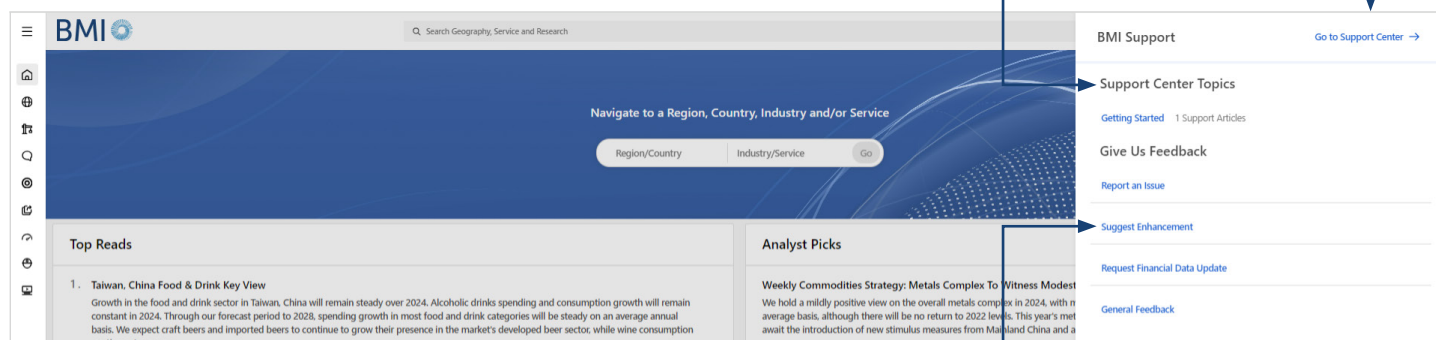 BMI
Search Geography, Service and Research
BMI Support
Go to Support Center →
Support Center Topics
Getting Started 1 Support Articles
Give Us Feedback
Report an Issue
Suggest Enhancement
Request Financial Data Update
General Feedback
Navigate to a Region, Country, Industry and/or Service
Region/Country Industry/Service Go
Top Reads
1. Taiwan, China Food & Drink Key View
Growth in the food and drink sector in Taiwan, China will remain steady over 2024. Alcoholic drinks spending and consumption growth will remain
constant in 2024. Through our forecast period to 2028, spending growth in most food and drink categories will be steady on an average annual
basis. We expect craft beers and imported beers to continue to grow their presence in the market's developed beer sector, while wine consumption
Analyst Picks
Weekly Commodities Strategy: Metals Complex To Witness Modest
We hold a mildly positive view on the overall metals complex in 2024, with
average basis, although there will be no return to 2022 levels. This year's met
await the introduction of new stimulus measures from Mainland China and a